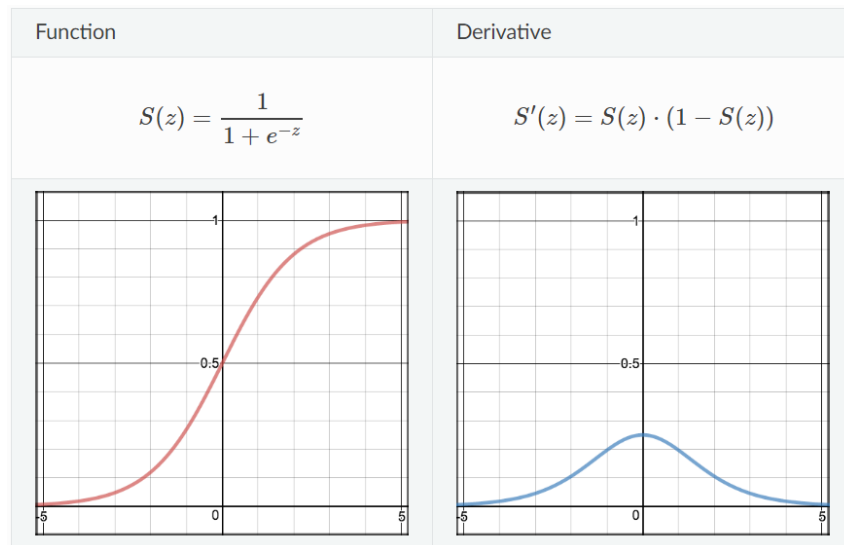 Function
Derivative
S(z) = 1 / (1 + e^{-z})
S'(z) = S(z) · (1 − S(z))
1
0.5
-5
0
5
1
0.5
-5
0
5